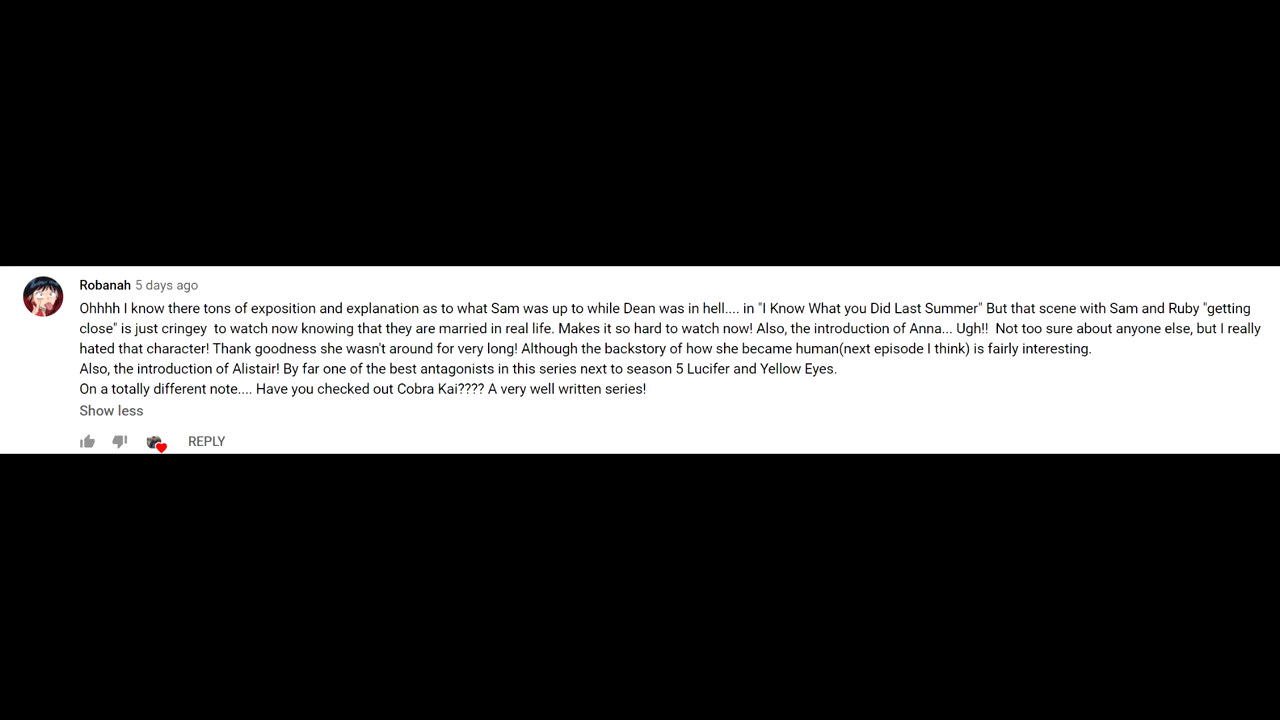 Robanah 5 days ago
Ohhhh I know there tons of exposition and explanation as to what Sam was up to while Dean was in hell.... in "I Know What you Did Last Summer" But that scene with Sam and Ruby "getting
close" is just cringey  to watch now knowing that they are married in real life. Makes it so hard to watch now! Also, the introduction of Anna... Ugh!!  Not too sure about anyone else, but I really
hated that character! Thank goodness she wasn't around for very long! Although the backstory of how she became human(next episode I think) is fairly interesting.
Also, the introduction of Alistair! By far one of the best antagonists in this series next to season 5 Lucifer and Yellow Eyes.
On a totally different note.... Have you checked out Cobra Kai???? A very well written series!
Show less
REPLY